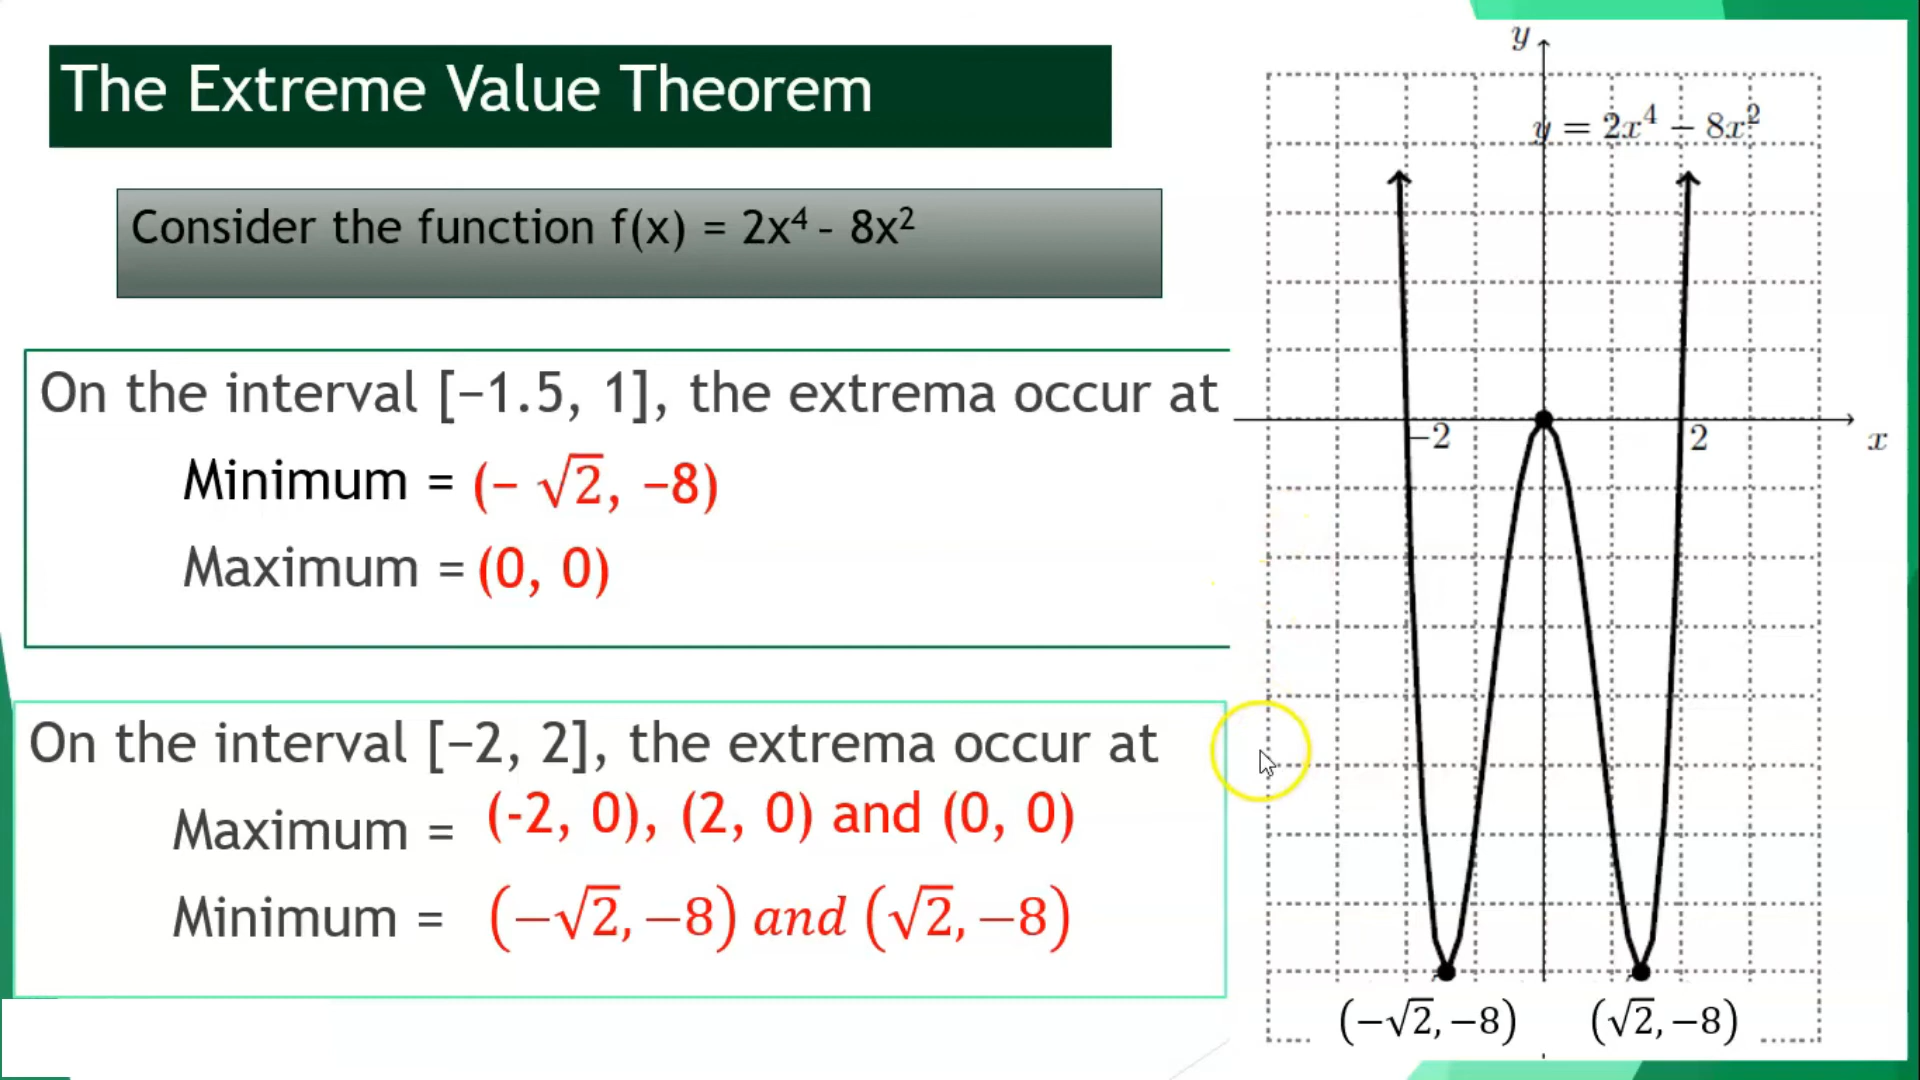 The Extreme Value Theorem
Consider the function f(x) = 2x⁴ - 8x²
On the interval [−1.5, 1], the extrema occur at
Minimum = (− √2, −8)
Maximum = (0, 0)
On the interval [−2, 2], the extrema occur at
Maximum = (-2, 0), (2, 0) and (0, 0)
Minimum = (−√2, −8) and (√2, −8)
y
y = 2x⁴ − 8x²
−2
2
x
(−√2, −8)
(√2, −8)